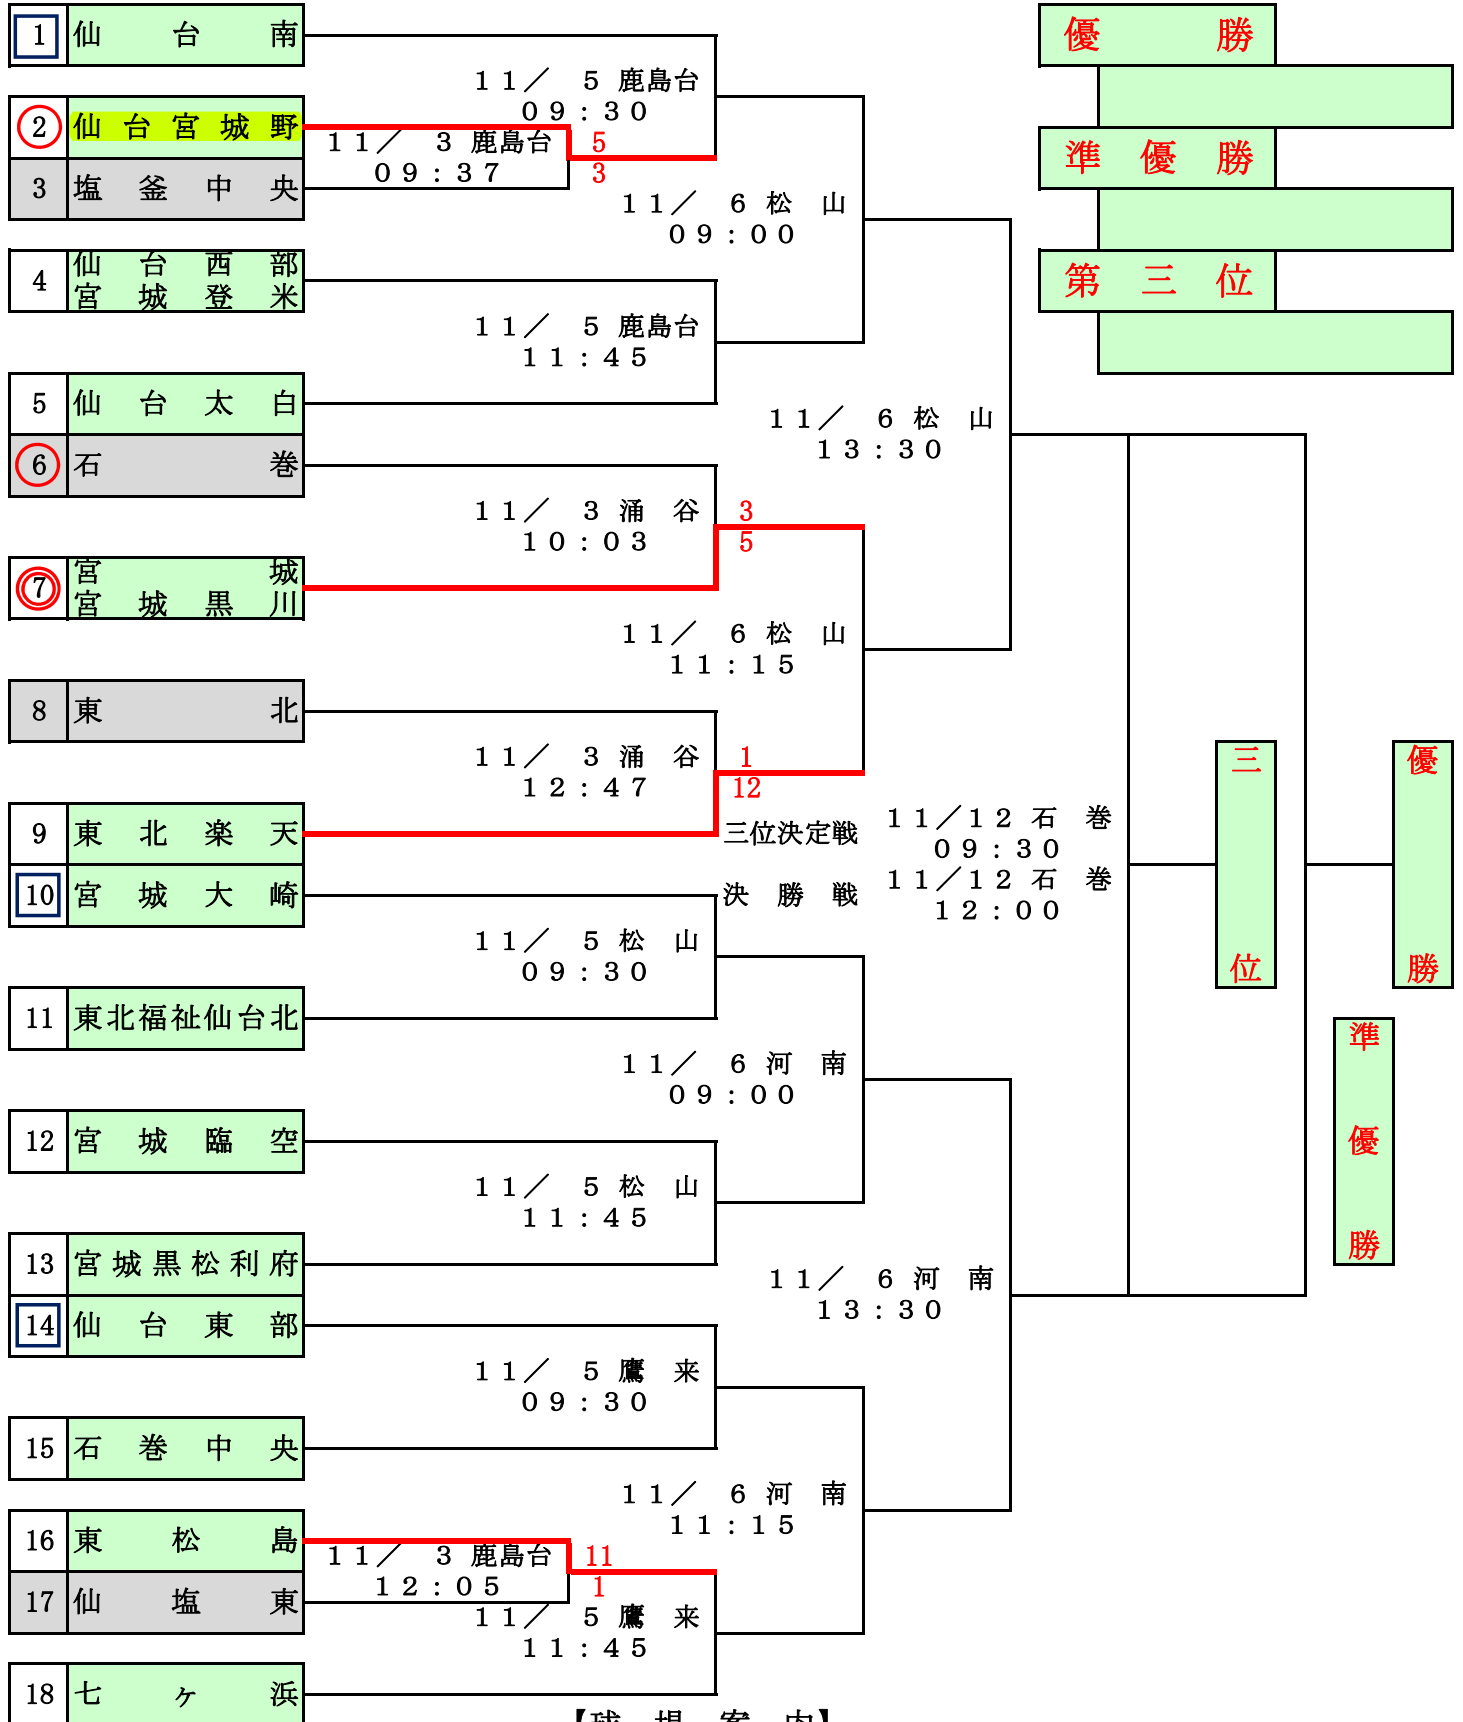 1 仙台南
11／ 5 鹿島台
09:30
2 仙台宮城野
11／ 3 鹿島台
09:37
5
3
3 塩釜中央
11／ 6 松山
09:00
4 仙台西部
宮城登米
11／ 5 鹿島台
11:45
5 仙台太白
11／ 6 松山
13:30
6 石巻
11／ 3 涌谷
10:03
3
5
7 宮城
宮城黒川
11／ 6 松山
11:15
8 東北
11／ 3 涌谷
12:47
1
12
9 東北楽天
三位決定戦 11／12 石巻
09:30
10 宮城大崎
決勝戦 11／12 石巻
12:00
11／ 5 松山
09:30
11 東北福祉仙台北
11／ 6 河南
09:00
12 宮城臨空
11／ 5 松山
11:45
13 宮城黒松利府
11／ 6 河南
13:30
14 仙台東部
11／ 5 鷹来
09:30
15 石巻中央
11／ 6 河南
11:15
16 東松島
11／ 3 鹿島台
12:05
11
1
17 仙塩東
11／ 5 鷹来
11:45
18 七ヶ浜
【球場案内】
優勝
準優勝
第三位
三位
優勝
準優勝